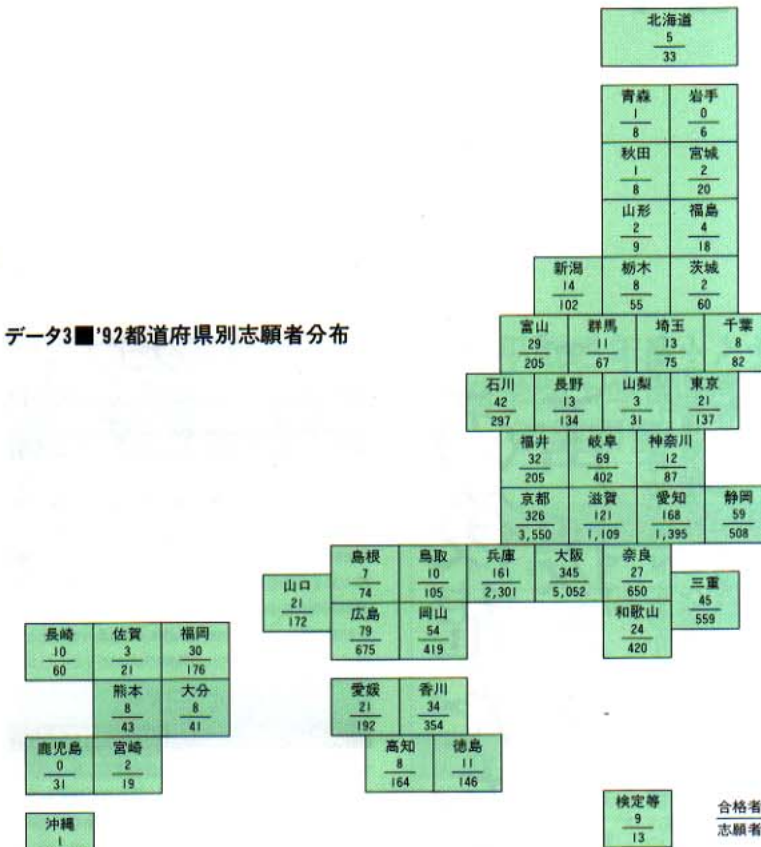 北海道
5
33
青森
1
8
岩手
0
6
秋田
1
8
宮城
2
20
山形
2
9
福島
4
18
新潟
14
102
栃木
8
55
茨城
2
60
データ3■'92都道府県別志願者分布
富山
29
205
群馬
11
67
埼玉
13
75
千葉
8
82
石川
42
297
長野
13
134
山梨
3
31
東京
21
137
福井
32
205
岐阜
69
402
神奈川
12
87
京都
326
3,550
滋賀
121
1,109
愛知
168
1,395
静岡
59
508
島根
7
74
鳥取
10
105
兵庫
161
2,301
大阪
345
5,052
奈良
27
650
山口
21
172
三重
45
559
広島
79
675
岡山
54
419
和歌山
24
420
長崎
10
60
佐賀
3
21
福岡
30
176
熊本
8
43
大分
8
41
愛媛
21
192
香川
34
354
鹿児島
0
31
宮崎
2
19
高知
8
164
徳島
11
146
沖縄
1
検定等
9
13
合格者
志願者